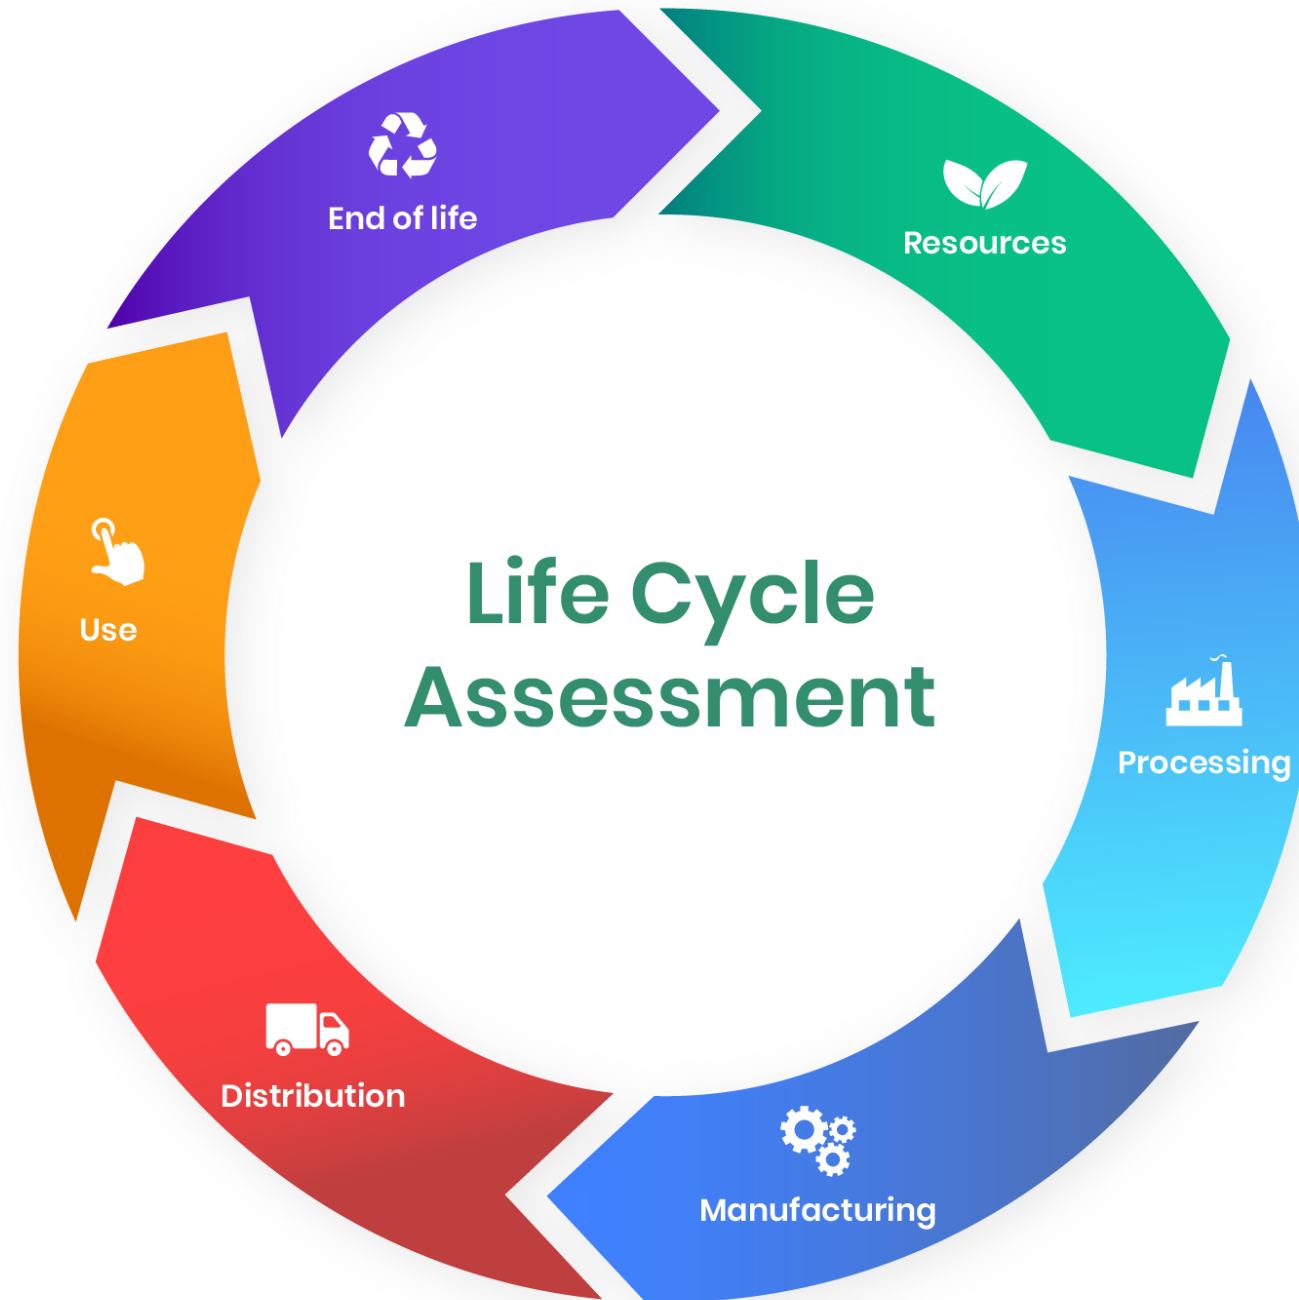 End of life
Resources
Use
Life Cycle
Assessment
Processing
Distribution
Manufacturing